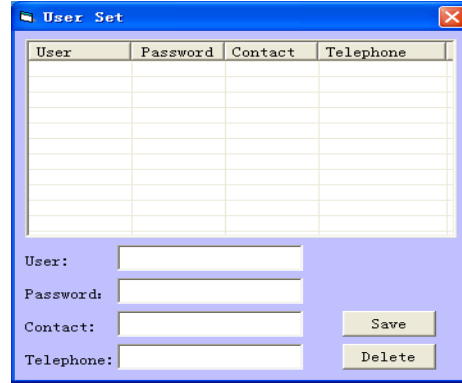 User Set
User Password Contact Telephone
User:
Password:
Contact:
Save
Telephone:
Delete